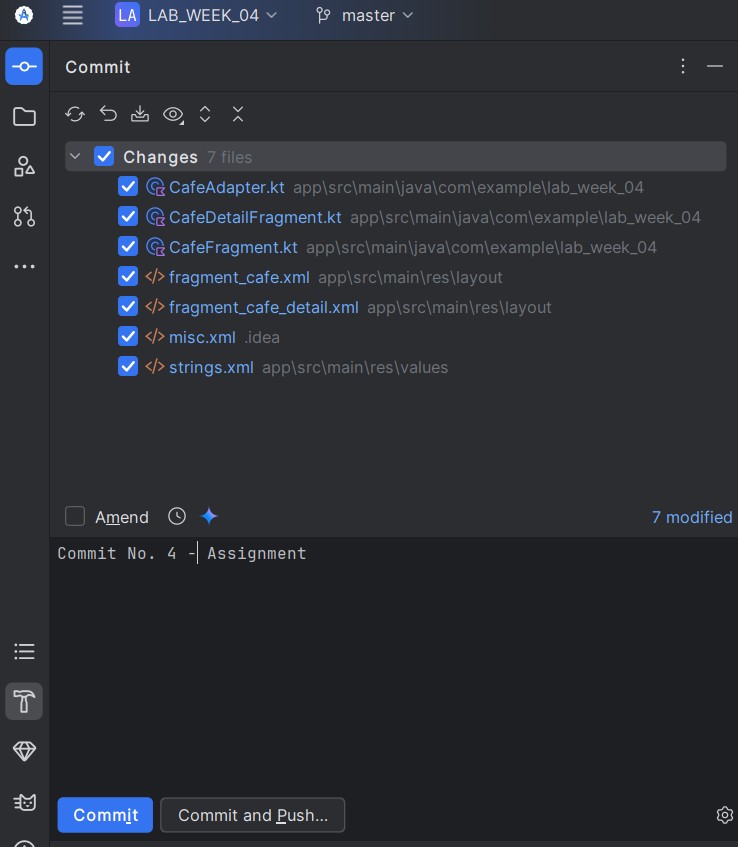 LA LAB_WEEK_04 master
Commit
Changes 7 files
CafeAdapter.kt app\src\main\java\com\example\lab_week_04
CafeDetailFragment.kt app\src\main\java\com\example\lab_week_04
CafeFragment.kt app\src\main\java\com\example\lab_week_04
fragment_cafe.xml app\src\main\res\layout
fragment_cafe_detail.xml app\src\main\res\layout
misc.xml .idea
strings.xml app\src\main\res\values
Amend 7 modified
Commit No. 4 - Assignment
Commit Commit and Push...